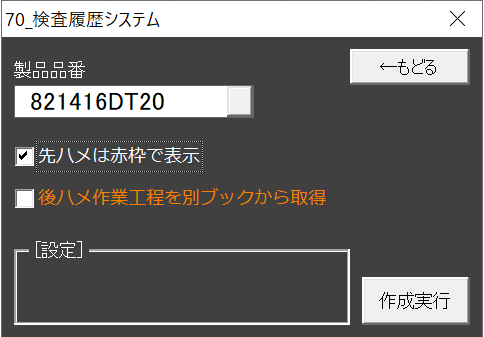 70_検査履歴システム
製品品番
←もどる
821416DT20
先ハメは赤枠で表示
後ハメ作業工程を別ブックから取得
[設定]
作成実行